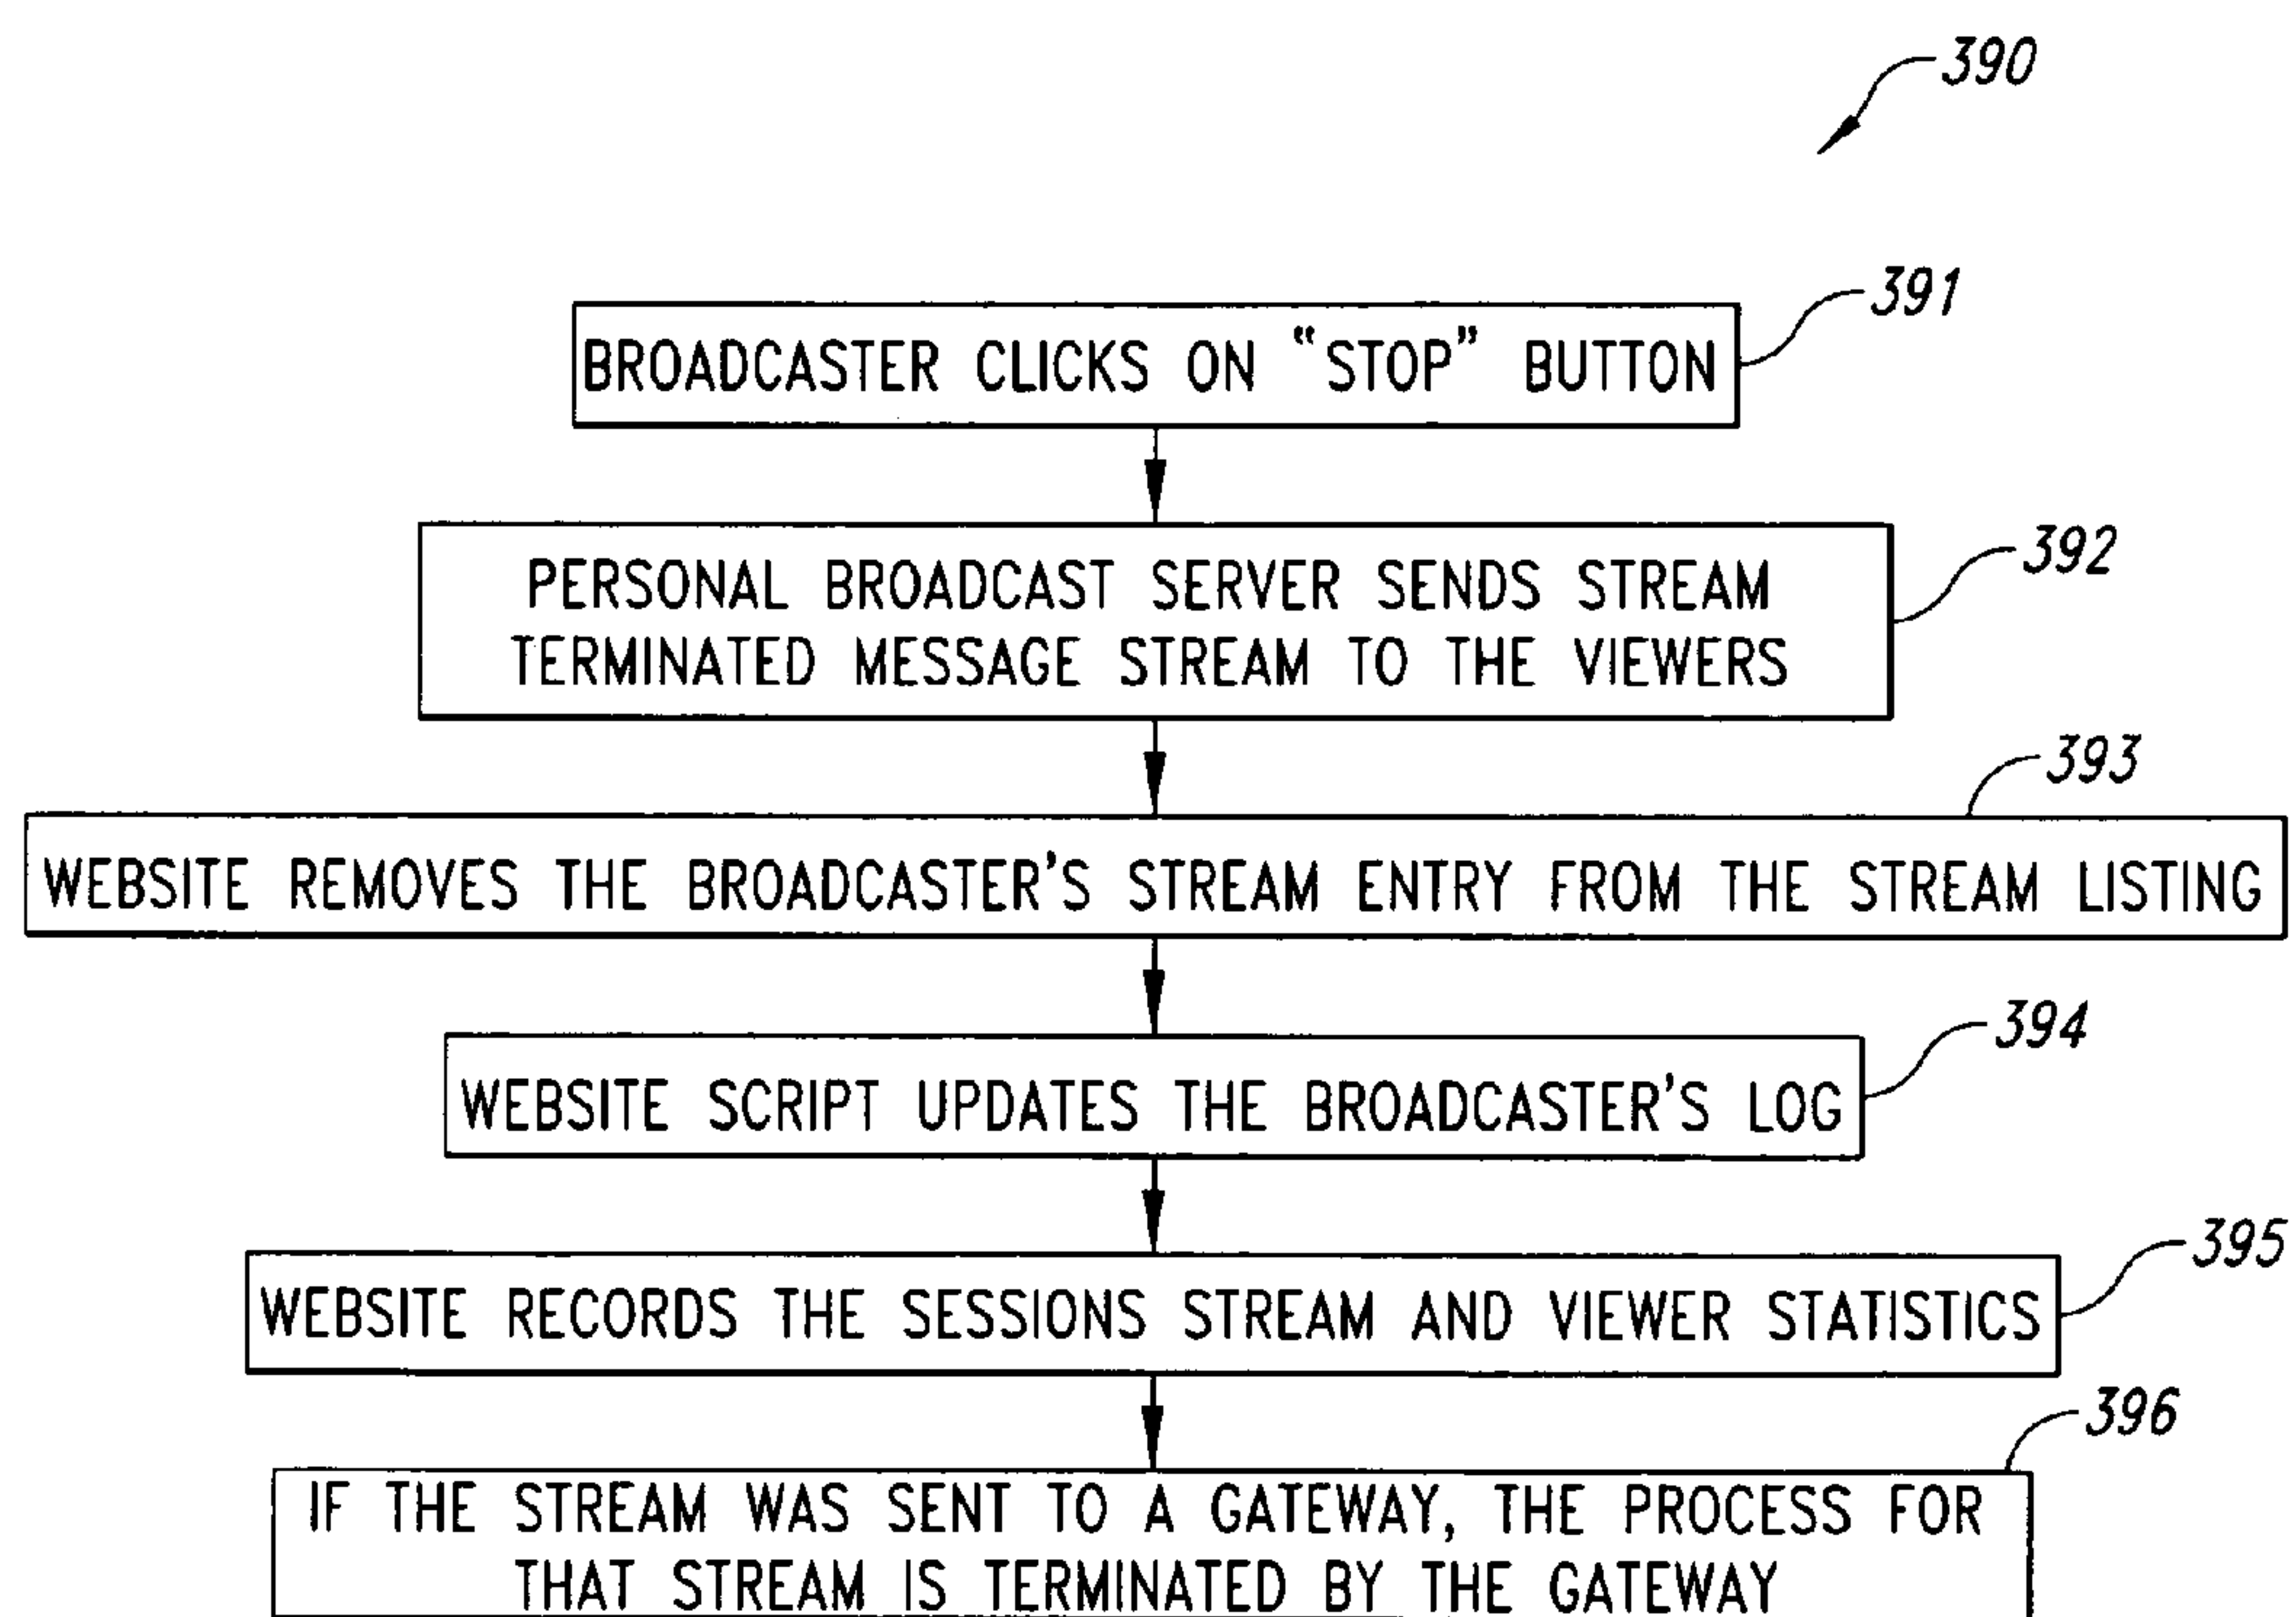 390
391
BROADCASTER CLICKS ON “STOP” BUTTON
392
PERSONAL BROADCAST SERVER SENDS STREAM
TERMINATED MESSAGE STREAM TO THE VIEWERS
393
WEBSITE REMOVES THE BROADCASTER'S STREAM ENTRY FROM THE STREAM LISTING
394
WEBSITE SCRIPT UPDATES THE BROADCASTER'S LOG
395
WEBSITE RECORDS THE SESSIONS STREAM AND VIEWER STATISTICS
396
IF THE STREAM WAS SENT TO A GATEWAY, THE PROCESS FOR
THAT STREAM IS TERMINATED BY THE GATEWAY